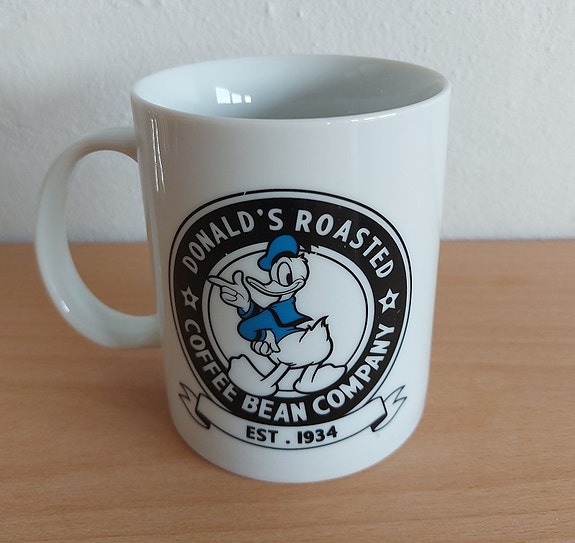 DONALD'S ROASTED
COFFEE BEAN COMPANY
EST . 1934